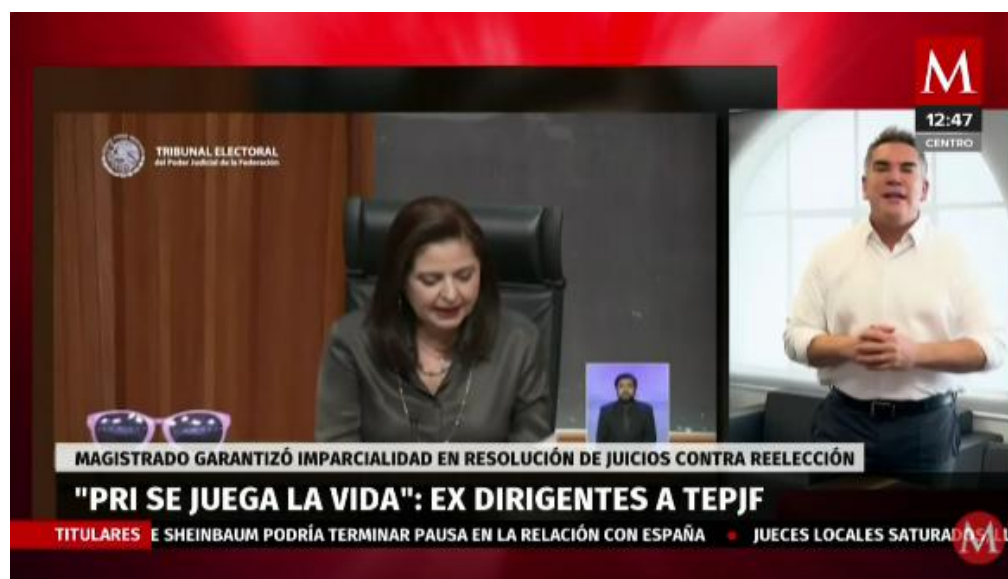 M
12:47
CENTRO
TRIBUNAL ELECTORAL
del Poder Judicial de la Federación
MAGISTRADO GARANTIZÓ IMPARCIALIDAD EN RESOLUCIÓN DE JUICIOS CONTRA REELECCIÓN
"PRI SE JUEGA LA VIDA": EX DIRIGENTES A TEPJF
TITULARES E SHEINBAUM PODRÍA TERMINAR PAUSA EN LA RELACIÓN CON ESPAÑA • JUECES LOCALES
M